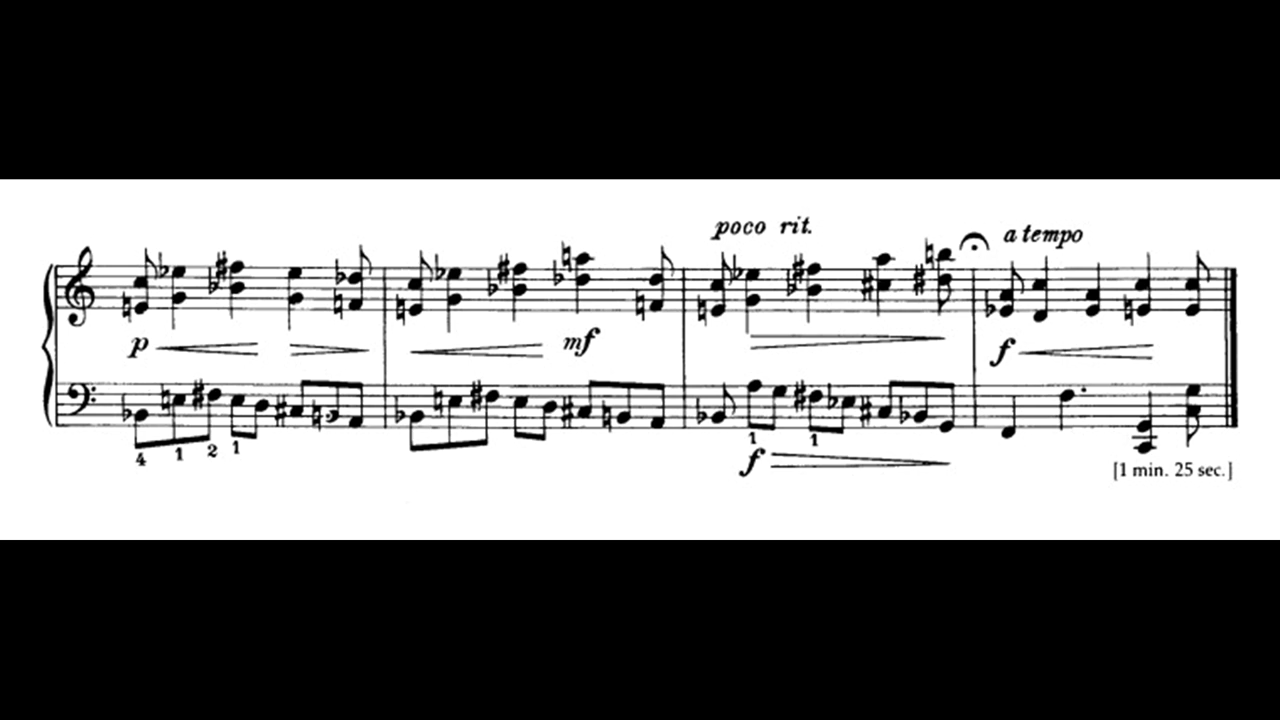 poco rit.
a tempo
p
mf
f
4 1 2 1
1 1
f
[1 min. 25 sec.]